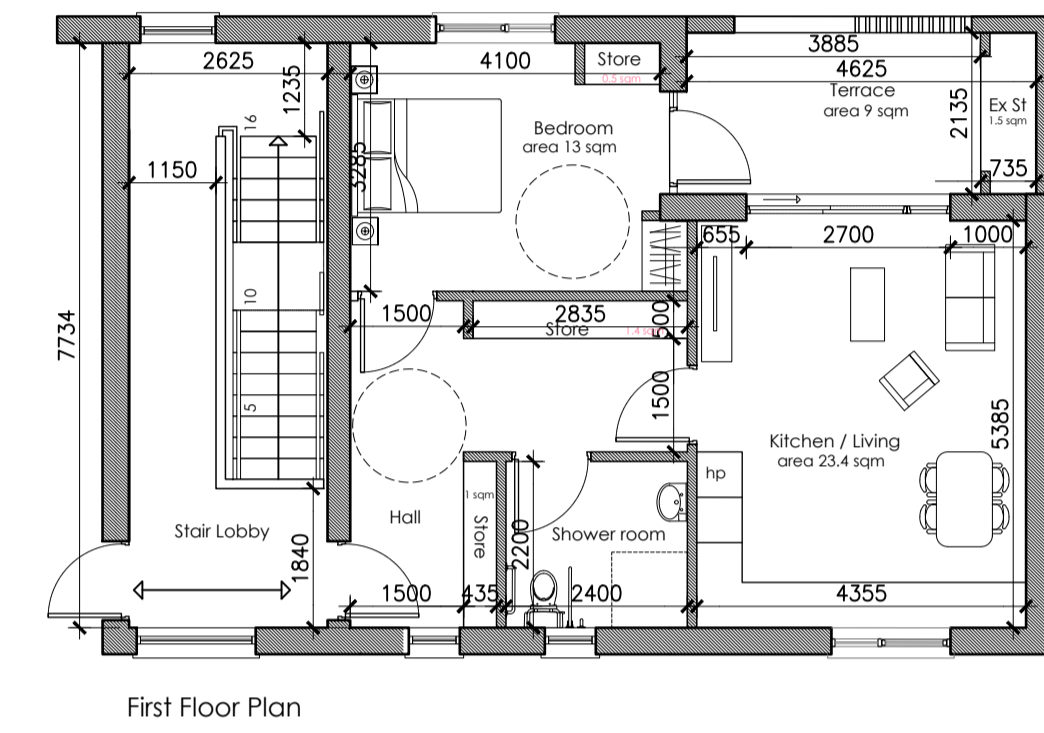 2625
4100
Store
0.5 sqm
3885
4625
Terrace
area 9 sqm
2135
Ex St
1.5 sqm
735
1235
16
1150
3285
Bedroom
area 13 sqm
655
2700
1000
10
7734
1500
2835
Store
1.4 sqm
500
1500
5
5385
Kitchen / Living
area 23.4 sqm
hp
1 sqm
Store
Hall
Stair Lobby
1840
2200
Shower room
1500
435
2400
4355
First Floor Plan